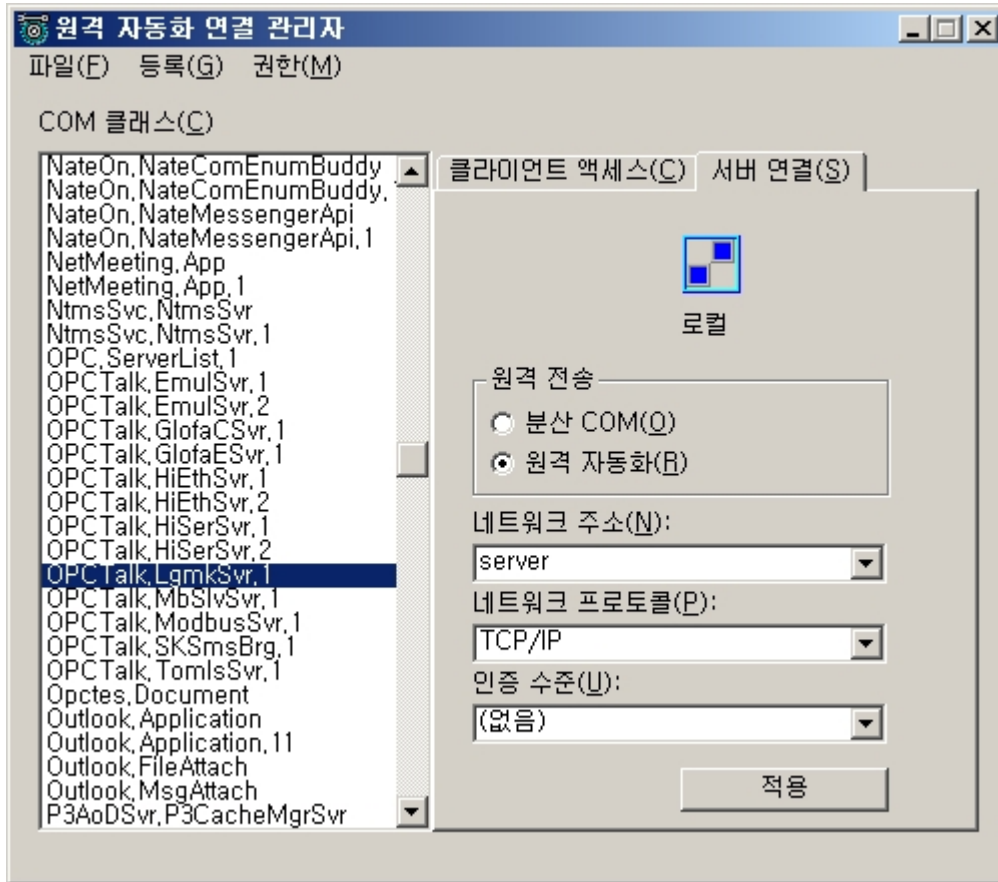 원격 자동화 연결 관리자
파일(F) 등록(G) 권한(M)
COM 클래스(C)
NateOn.NateComEnumBuddy
NateOn.NateComEnumBuddy.
NateOn.NateMessengerApi
NateOn.NateMessengerApi.1
NetMeeting.App
NetMeeting.App.1
NtmsSvc.NtmsSvr
NtmsSvc.NtmsSvr.1
OPC.ServerList.1
OPCTalk.EmulSvr.1
OPCTalk.EmulSvr.2
OPCTalk.GlofaCSvr.1
OPCTalk.GlofaESvr.1
OPCTalk.HiEthSvr.1
OPCTalk.HiEthSvr.2
OPCTalk.HiSerSvr.1
OPCTalk.HiSerSvr.2
OPCTalk.LgmkSvr.1
OPCTalk.MbSlvSvr.1
OPCTalk.ModbusSvr.1
OPCTalk.SKSmsBrg.1
OPCTalk.TomlsSvr.1
Opctes.Document
Outlook.Application
Outlook.Application.11
Outlook.FileAttach
Outlook.MsgAttach
P3AoDSvr.P3CacheMgrSvr
클라이언트 액세스(C) 서버 연결(S)
로컬
원격 전송
분산 COM(O)
원격 자동화(R)
네트워크 주소(N):
server
네트워크 프로토콜(P):
TCP/IP
인증 수준(U):
(없음)
적용